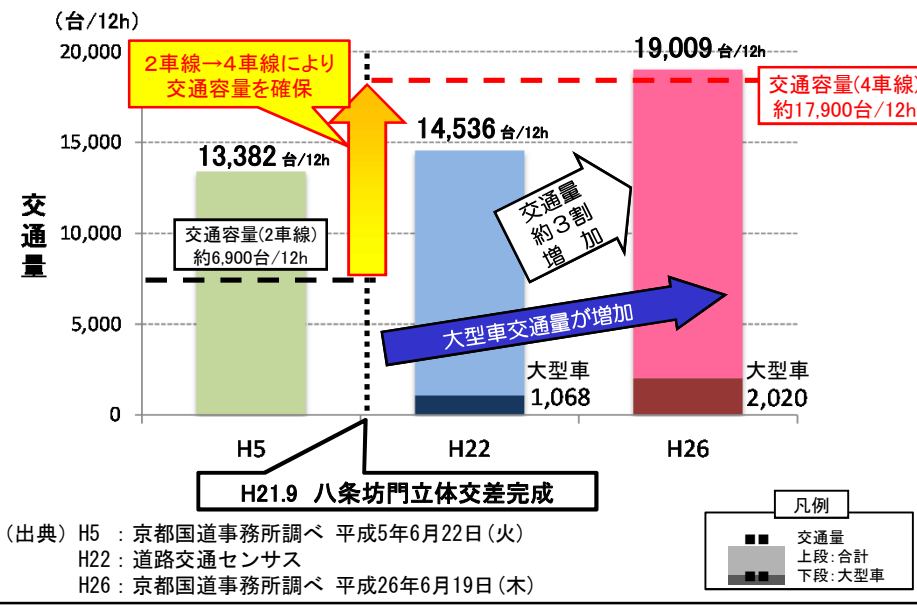 (台/12h)
20,000
15,000
10,000
5,000
0
交通量
2車線→4車線により
交通容量を確保
13,382 台/12h
14,536 台/12h
19,009 台/12h
交通容量(4車線)
約17,900台/12h
交通容量(2車線)
約6,900台/12h
交通量
約3割
増 加
大型車交通量が増加
大型車
1,068
大型車
2,020
H5
H22
H26
H21.9 八条坊門立体交差完成
凡例
交通量
上段:合計
下段:大型車
(出典) H5 : 京都国道事務所調べ 平成5年6月22日(火)
H22 : 道路交通センサス
H26 : 京都国道事務所調べ 平成26年6月19日(木)